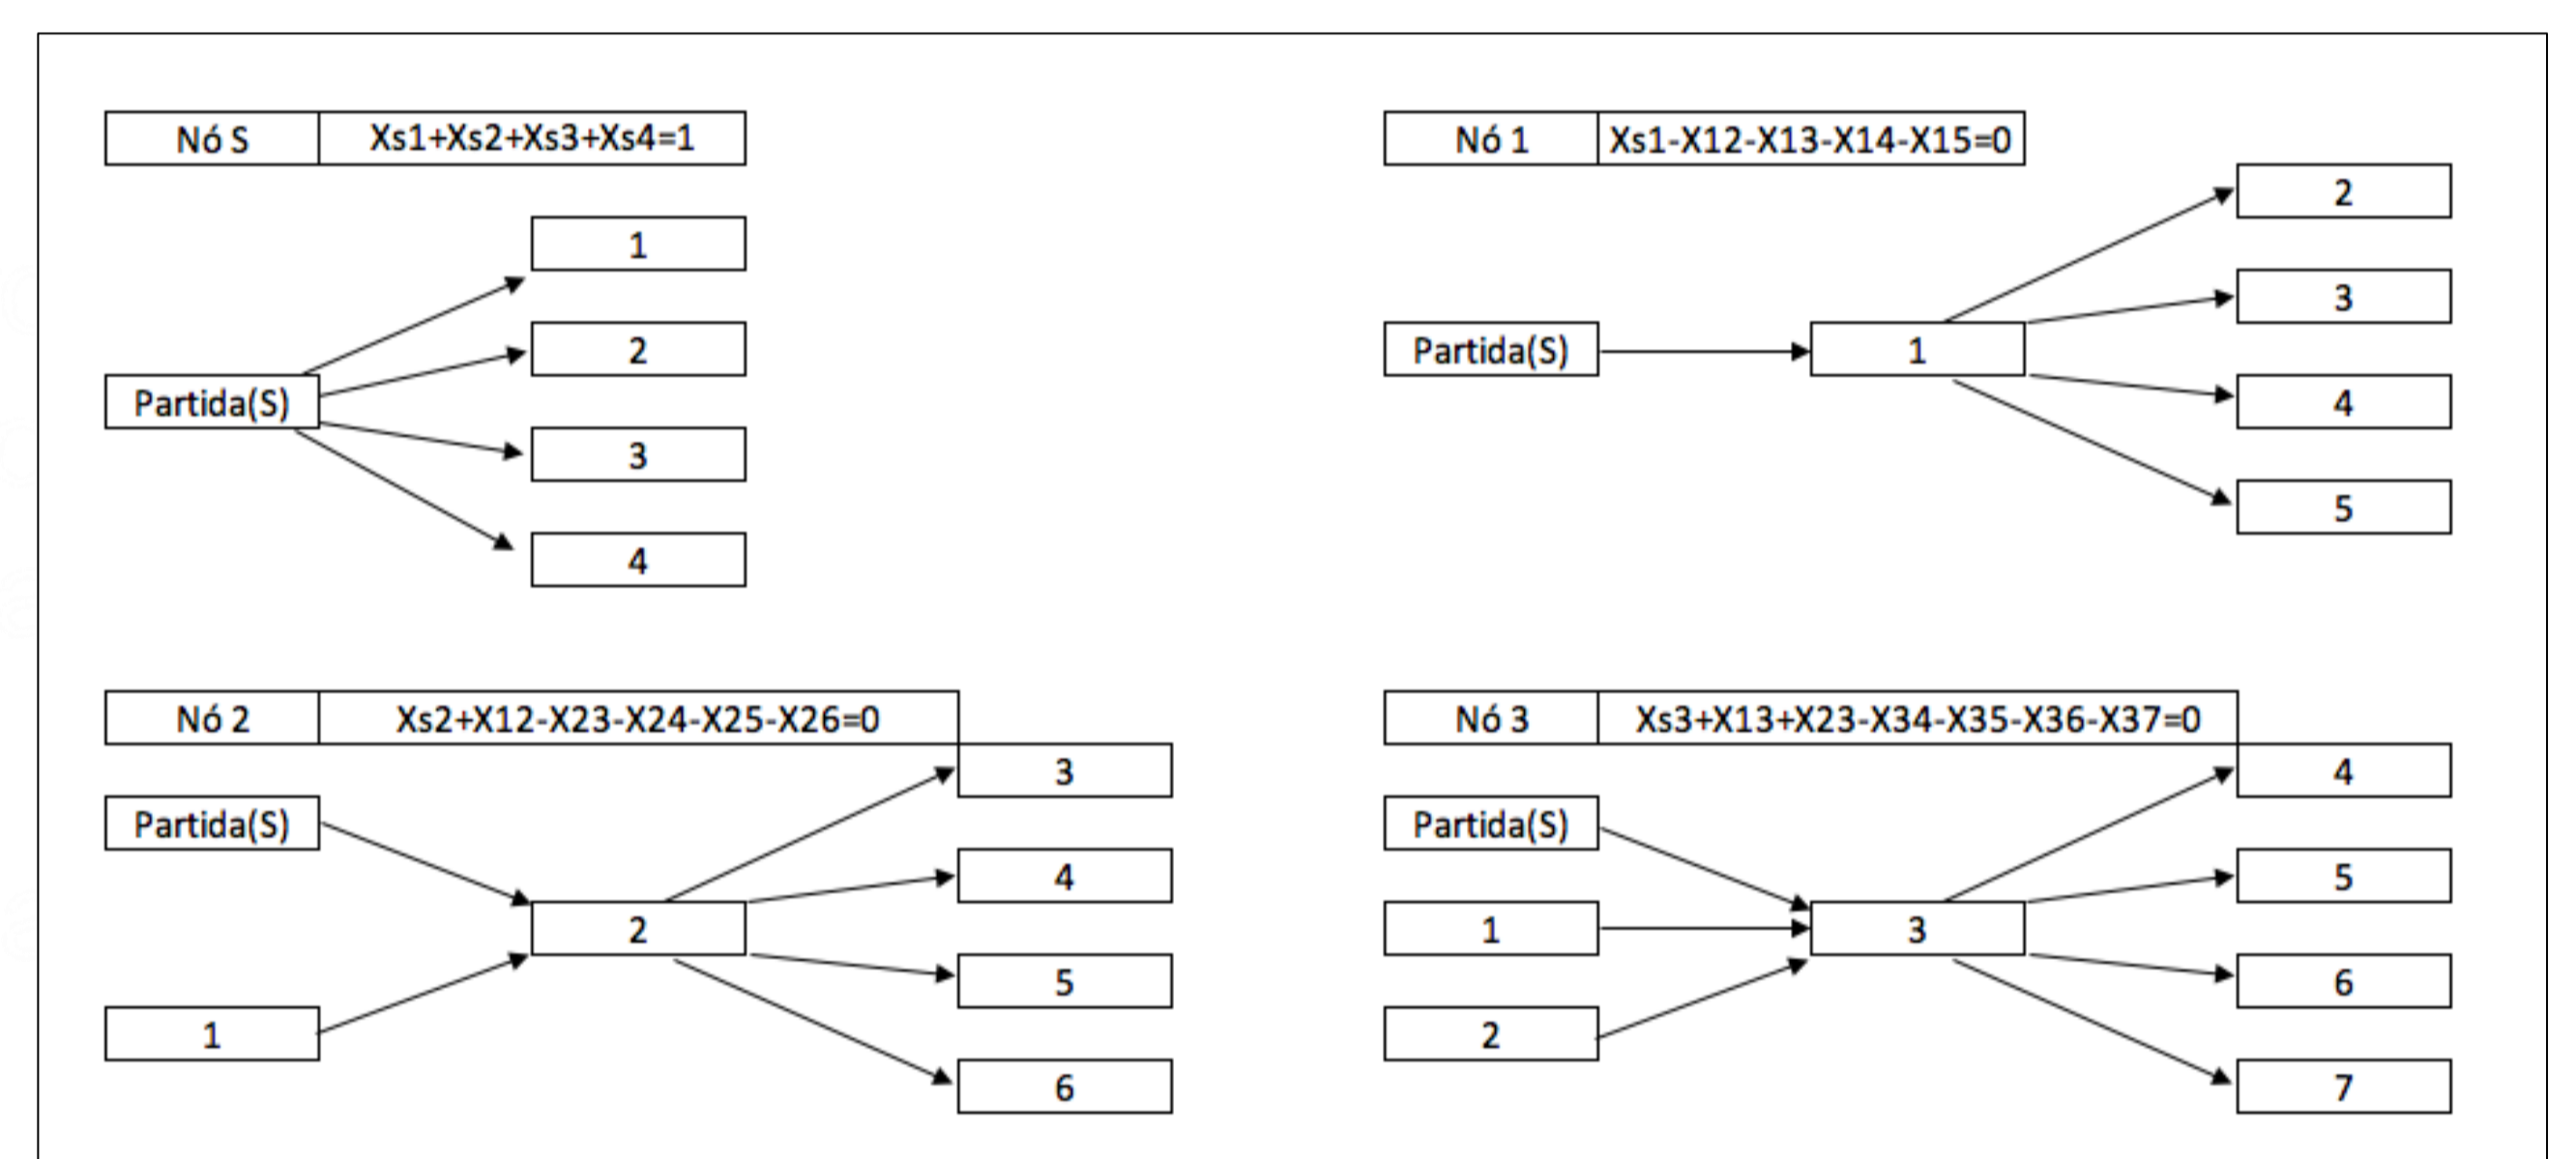 Nó S Xs1+Xs2+Xs3+Xs4=1
1
2
Partida(S)
3
4
Nó 1 Xs1-X12-X13-X14-X15=0
2
3
Partida(S) 1
4
5
Nó 2 Xs2+X12-X23-X24-X25-X26=0
3
Partida(S)
4
2
5
1
6
Nó 3 Xs3+X13+X23-X34-X35-X36-X37=0
4
Partida(S)
5
1 3
6
2
7